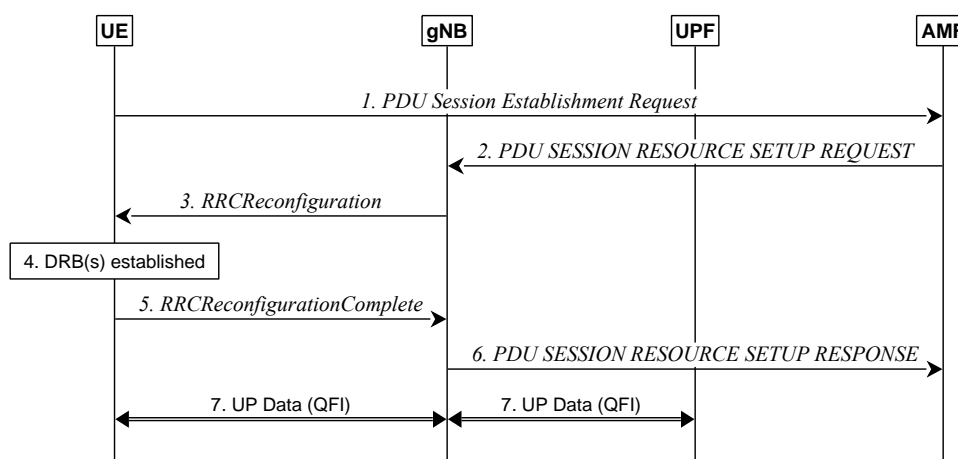 UE
gNB
UPF
AMF
1. PDU Session Establishment Request
2. PDU SESSION RESOURCE SETUP REQUEST
3. RRCReconfiguration
4. DRB(s) established
5. RRCReconfigurationComplete
6. PDU SESSION RESOURCE SETUP RESPONSE
7. UP Data (QFI)
7. UP Data (QFI)